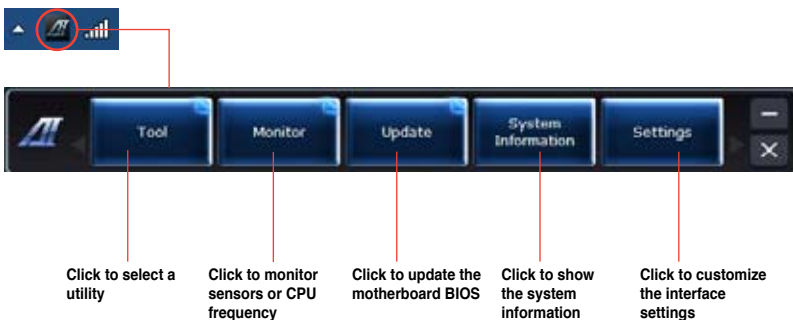 Tool
Monitor
Update
System
Information
Settings
Click to select a
utility
Click to monitor
sensors or CPU
frequency
Click to update the
motherboard BIOS
Click to show
the system
information
Click to customize
the interface
settings